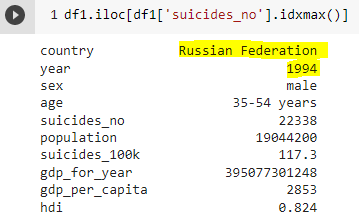 1 df1.iloc[df1['suicides_no'].idxmax()]
country Russian Federation
year 1994
sex male
age 35-54 years
suicides_no 22338
population 19044200
suicides_100k 117.3
gdp_for_year 395077301248
gdp_per_capita 2853
hdi 0.824